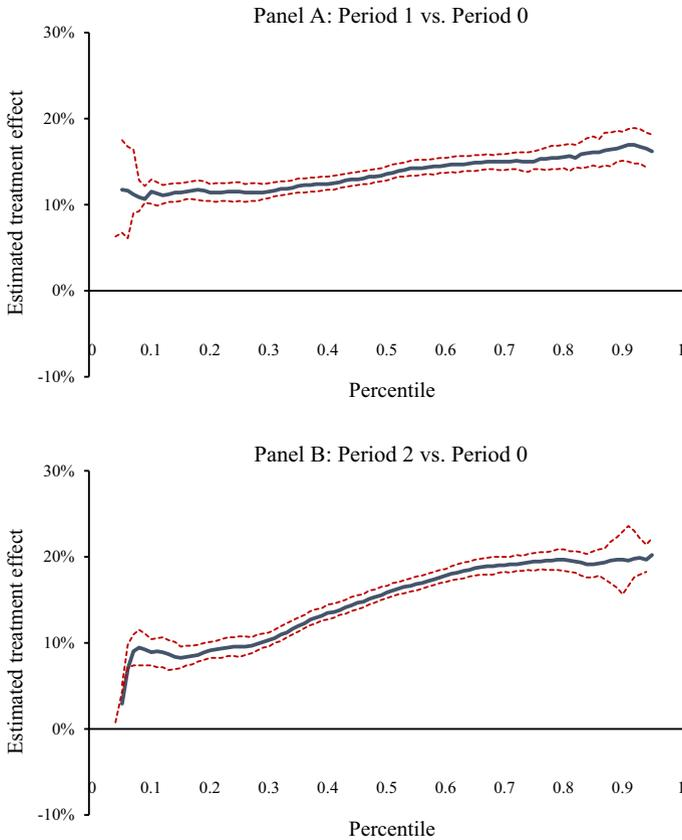 Panel A: Period 1 vs. Period 0
30%
20%
10%
0%
-10%
Estimated treatment effect
0 0.1 0.2 0.3 0.4 0.5 0.6 0.7 0.8 0.9 1
Percentile
Panel B: Period 2 vs. Period 0
30%
20%
10%
0%
-10%
Estimated treatment effect
0 0.1 0.2 0.3 0.4 0.5 0.6 0.7 0.8 0.9 1
Percentile